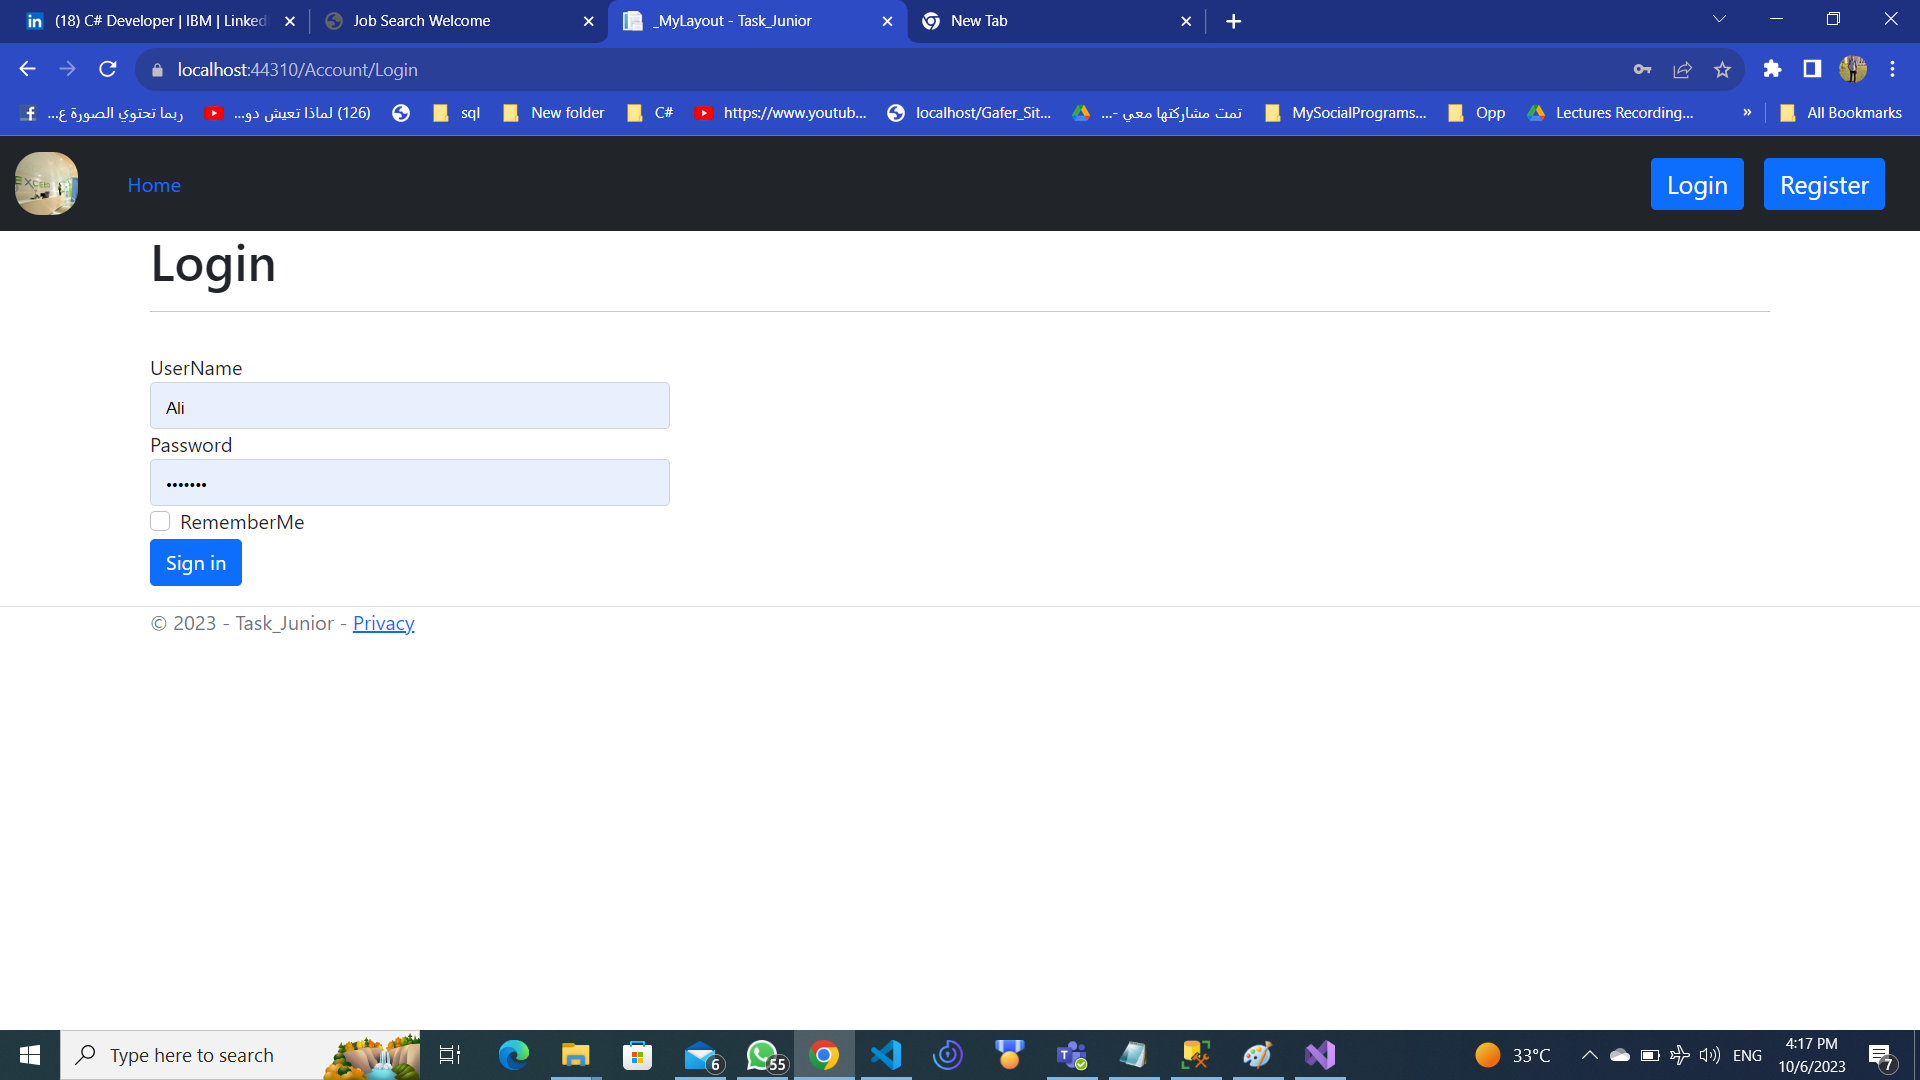 (18) C# Developer | IBM | Linked
Job Search Welcome
_MyLayout - Task_Junior
New Tab
localhost:44310/Account/Login
ربما تحتوي الصورة ع...
(126) لماذا تعيش دو...
sql
New folder
C#
https://www.youtub...
localhost/Gafer_Sit...
تمت مشاركتها معي -...
MySocialPrograms...
Opp
Lectures Recording...
»
All Bookmarks
Home
Login
Register
Login
UserName
Ali
Password
•••••••
RememberMe
Sign in
© 2023 - Task_Junior - Privacy
Type here to search
6
55
33°C
ENG
4:17 PM
10/6/2023
7